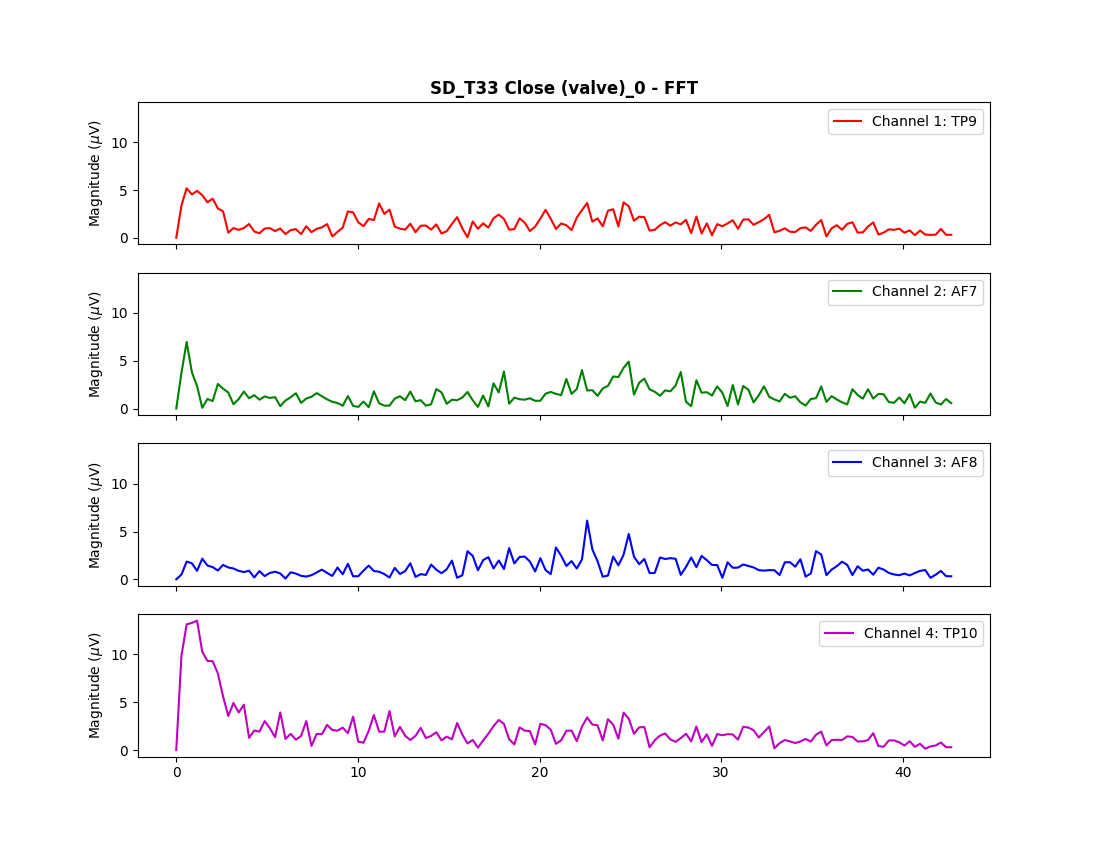 SD_T33 Close (valve)_0 - FFT
Magnitude (μV)
10
5
0
Channel 1: TP9
Magnitude (μV)
10
5
0
Channel 2: AF7
Magnitude (μV)
10
5
0
Channel 3: AF8
Magnitude (μV)
10
5
0
Channel 4: TP10
0 10 20 30 40